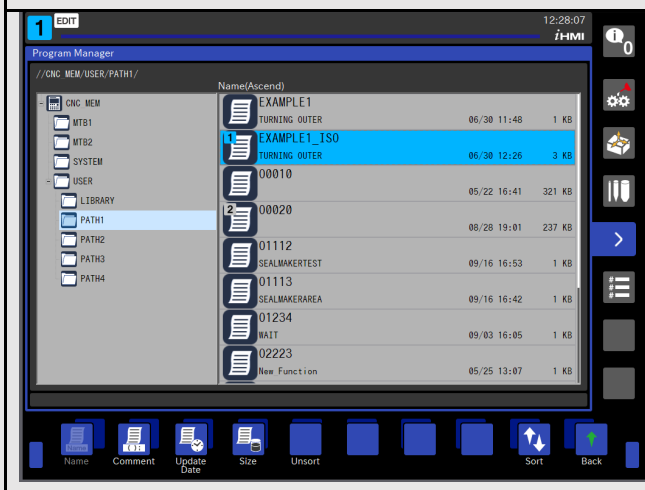 1 EDIT 12:28:07
iHMI
Program Manager
i0
//CNC MEM/USER/PATH1/
Name(Ascend)
- CNC MEM
MTB1
MTB2
SYSTEM
- USER
LIBRARY
PATH1
PATH2
PATH3
PATH4
EXAMPLE1
TURNING OUTER 06/30 11:48 1 KB
1 EXAMPLE1_ISO
TURNING OUTER 06/30 12:26 3 KB
O0010
05/22 16:41 321 KB
2 O0020
08/28 19:01 237 KB
O1112
SEALMAKERTEST 09/16 16:53 1 KB
O1113
SEALMAKERAREA 09/16 16:42 1 KB
O1234
WAIT 09/03 16:05 1 KB
O2223
New Function 05/25 13:07 1 KB
Name Comment Update Date Size Unsort Sort Back